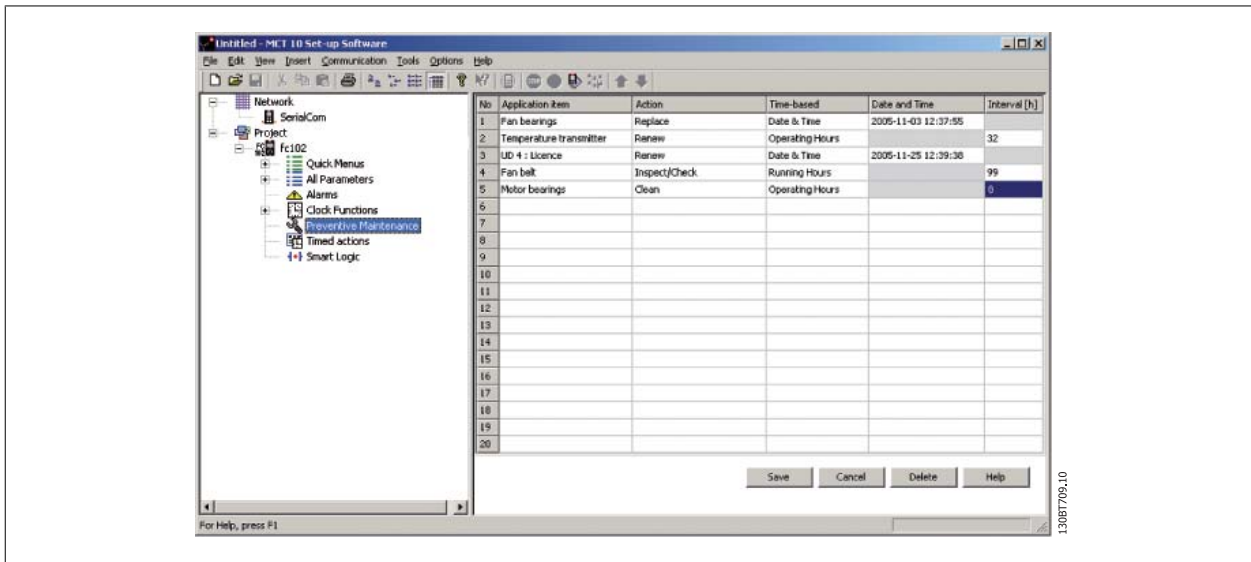 Untitled - MCT 10 Set-up Software
File Edit View Insert Communication Tools Options Help
Network
SerialCom
Project
fc102
Quick Menus
All Parameters
Alarms
Clock Functions
Preventive Maintenance
Timed actions
Smart Logic
No Application item Action Time-based Date and Time Interval [h]
1 Fan bearings Replace Date & Time 2005-11-03 12:37:55
2 Temperature transmitter Renew Operating Hours 32
3 UD 4 : Licence Renew Date & Time 2005-11-25 12:39:38
4 Fan belt Inspect/Check Running Hours 99
5 Motor bearings Clean Operating Hours 0
6
7
8
9
10
11
12
13
14
15
16
17
18
19
20
Save Cancel Delete Help
For Help, press F1
130BT709.10